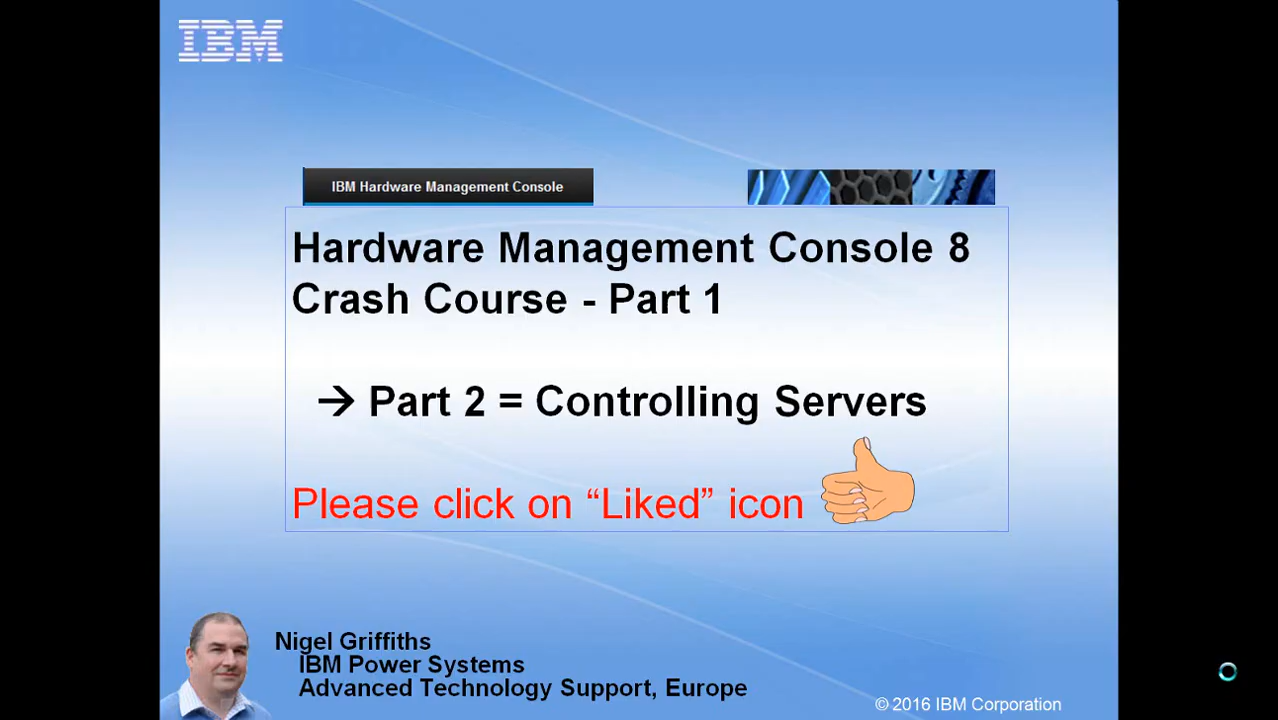 IBM
IBM Hardware Management Console
Hardware Management Console 8
Crash Course - Part 1
→ Part 2 = Controlling Servers
Please click on “Liked” icon
Nigel Griffiths
IBM Power Systems
Advanced Technology Support, Europe
© 2016 IBM Corporation